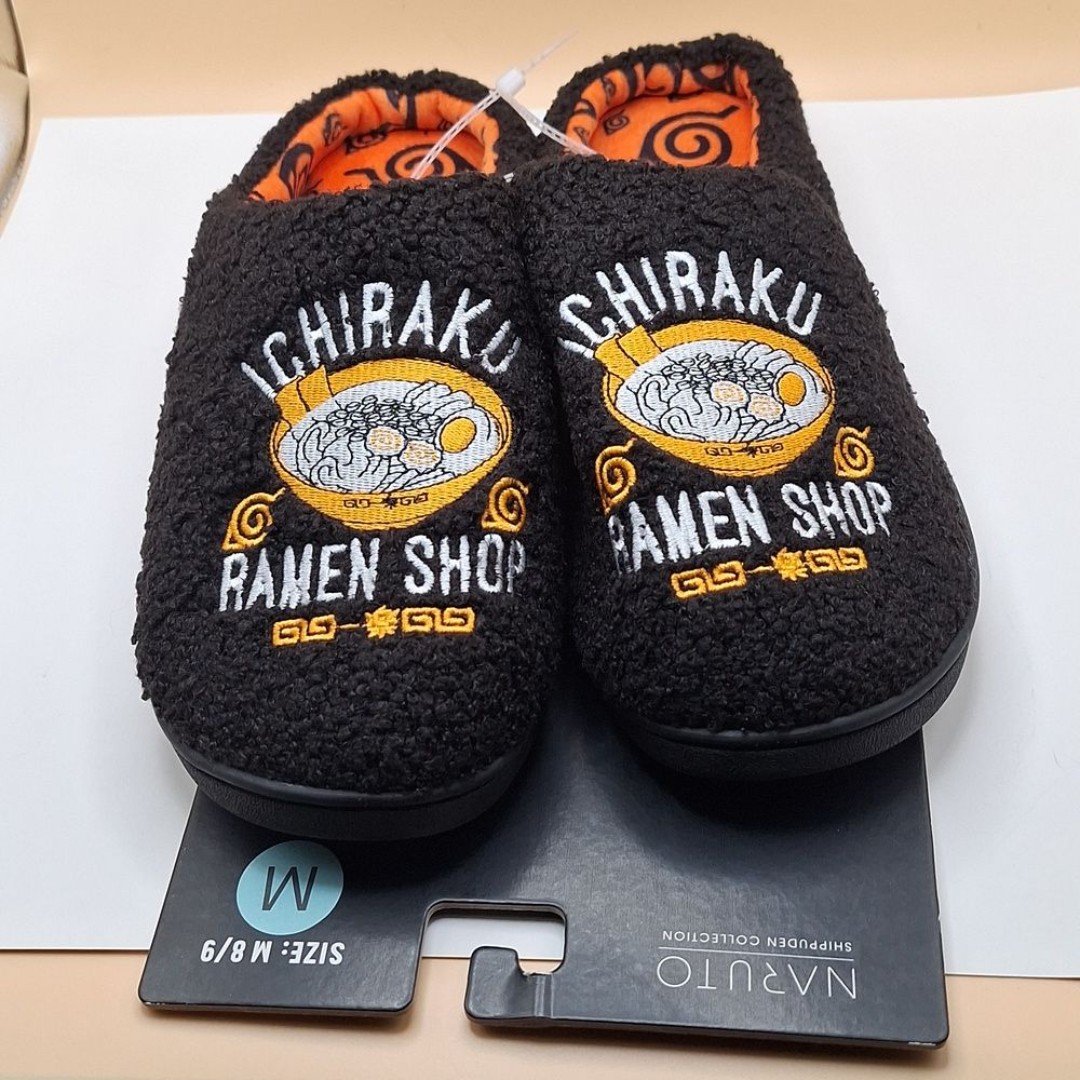 ICHIRAKU
RAMEN SHOP
ICHIRAKU
RAMEN SHOP
M
SIZE: M 8/9
NARUTO
SHIPPUDEN COLLECTION